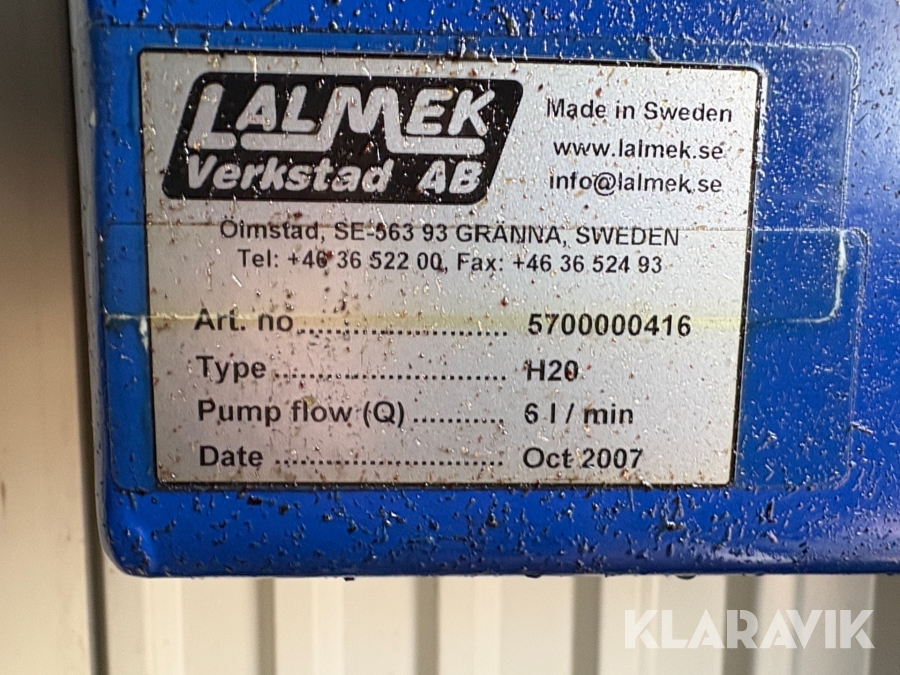 LALMEK
Verkstad AB
Made in Sweden
www.lalmek.se
info@lalmek.se
Ölmstad, SE-563 93 GRÄNNA, SWEDEN
Tel: +46 36 522 00, Fax: +46 36 524 93
Art. no .............................. 5700000416
Type .................................. H20
Pump flow (Q) ............. 6 l / min
Date .................................. Oct 2007
KLARAVIK